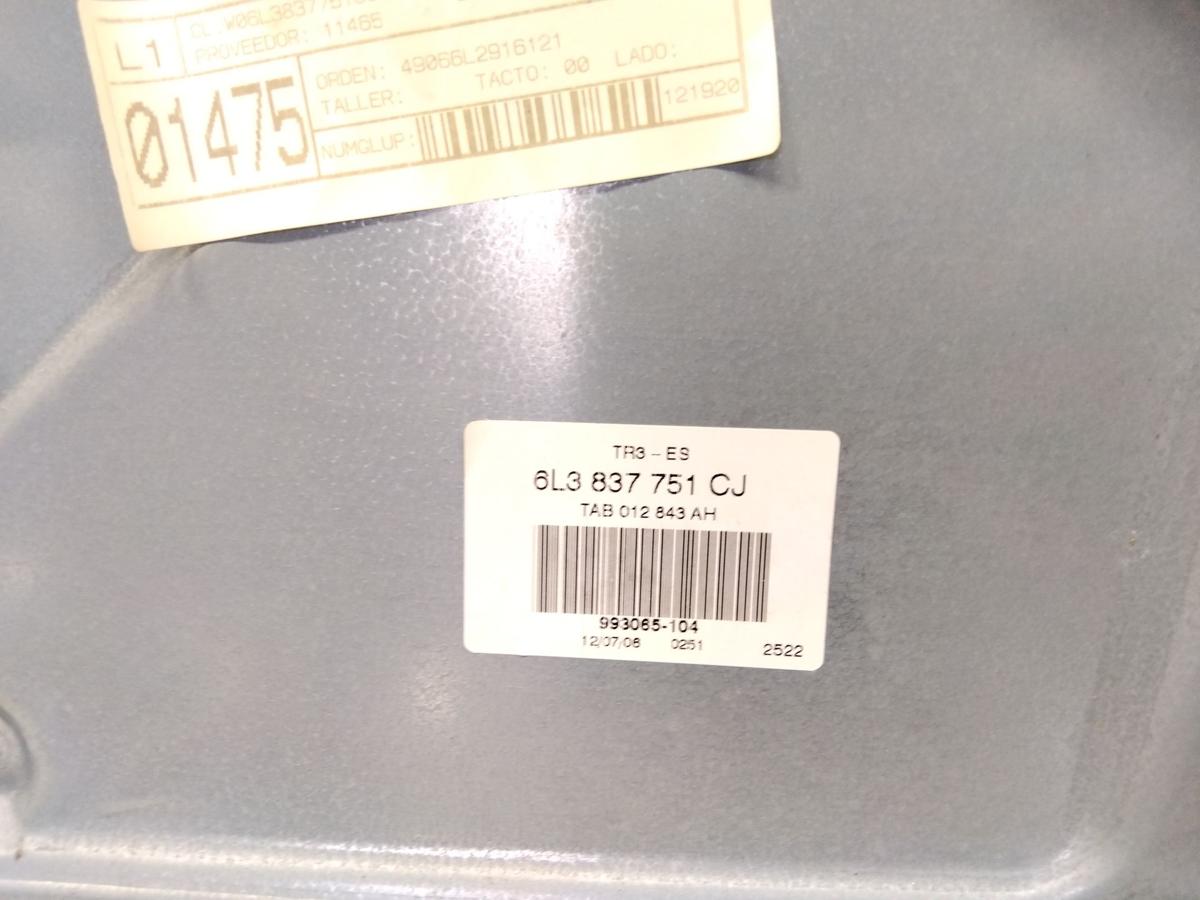 L1
PROVEEDOR: 11465
01475
ORDEN: 49066L2916121
TALLER: TACTO: 00 LADO:
NUMGLUP: 121920
TR3 - ES
6L3 837 751 CJ
TAB 012 843 AH
993065-104
12/07/06 0251 2522